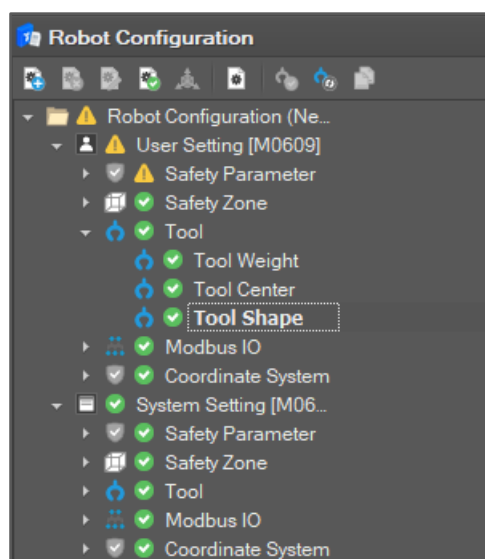 Robot Configuration
Robot Configuration (Ne...
User Setting [M0609]
Safety Parameter
Safety Zone
Tool
Tool Weight
Tool Center
Tool Shape
Modbus IO
Coordinate System
System Setting [M06...
Safety Parameter
Safety Zone
Tool
Modbus IO
Coordinate System